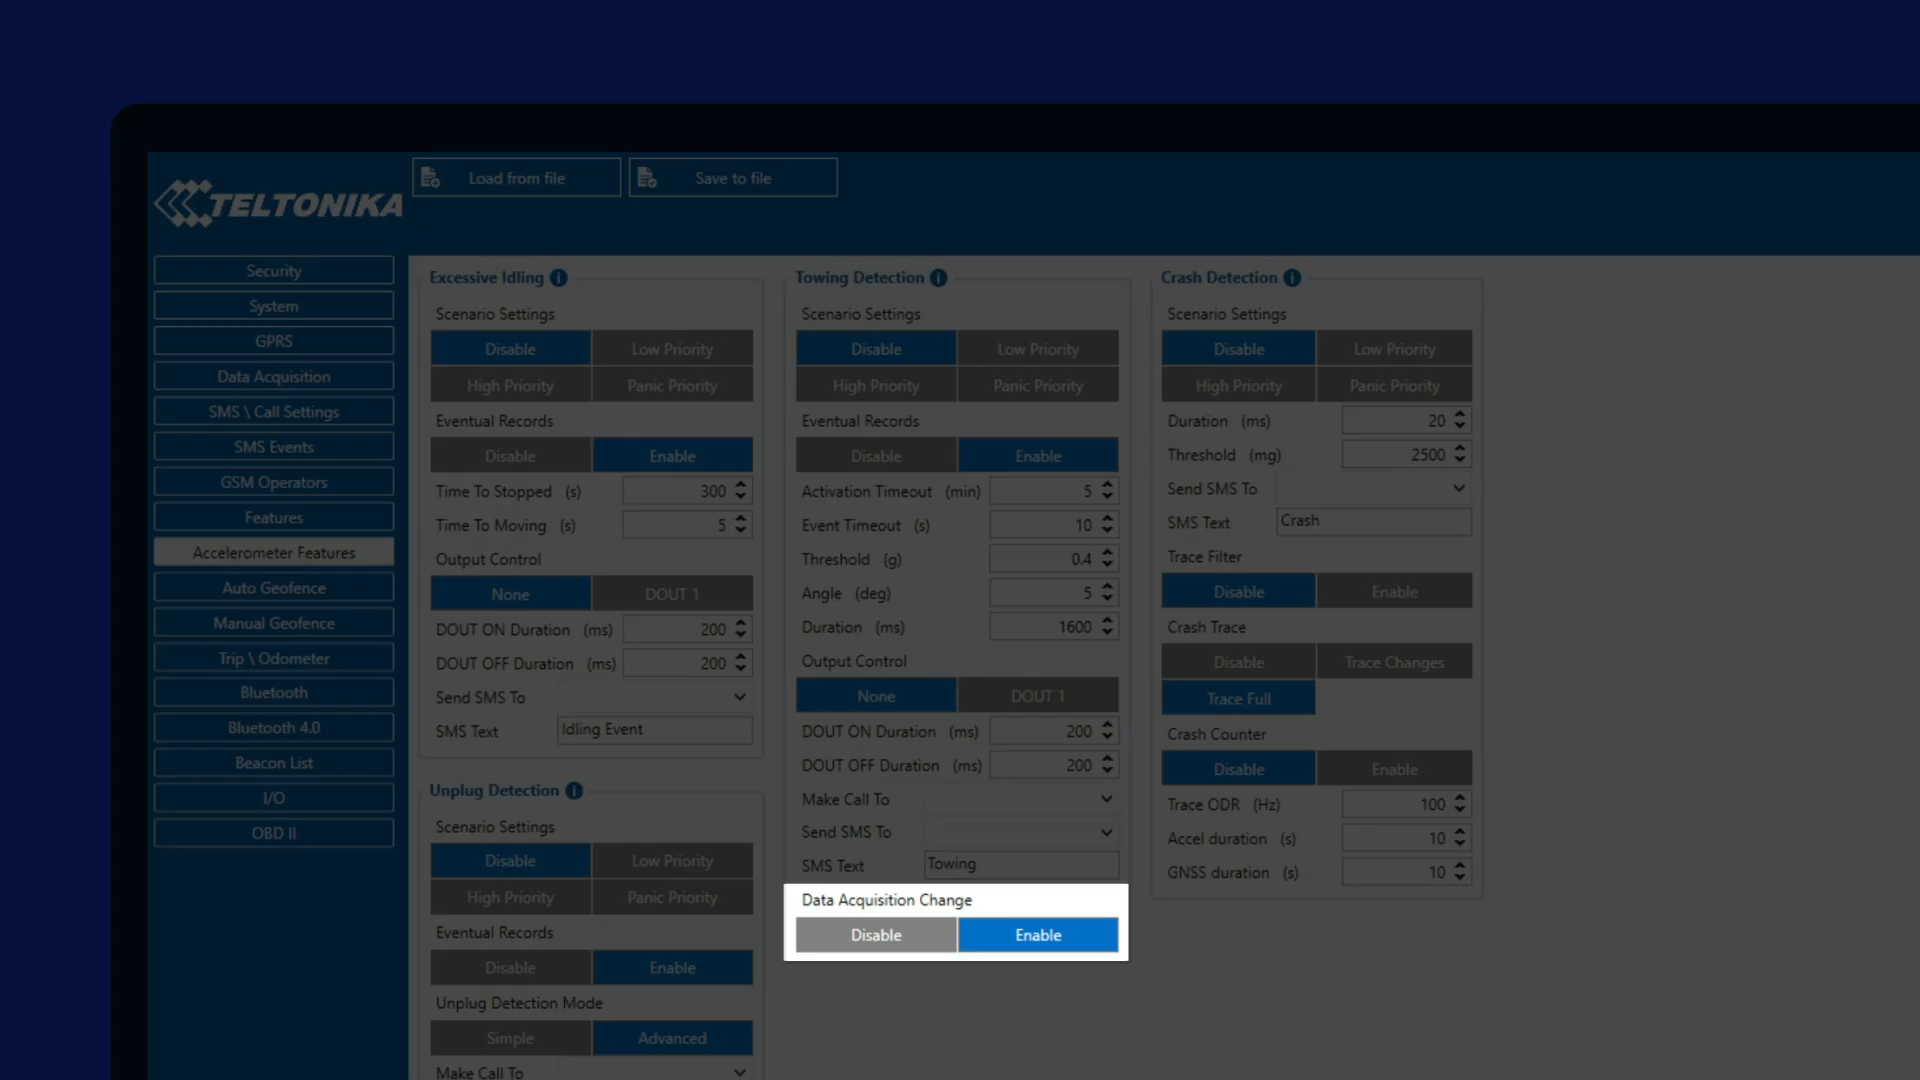 TELTONIKA
Load from file
Save to file
Security
System
GPRS
Data Acquisition
SMS \ Call Settings
SMS Events
GSM Operators
Features
Accelerometer Features
Auto Geofence
Manual Geofence
Trip \ Odometer
Bluetooth
Bluetooth 4.0
Beacon List
I/O
OBD II
Excessive Idling
Scenario Settings
Disable Low Priority
High Priority Panic Priority
Eventual Records
Disable Enable
Time To Stopped (s) 300
Time To Moving (s) 5
Output Control
None DOUT 1
DOUT ON Duration (ms) 200
DOUT OFF Duration (ms) 200
Send SMS To
SMS Text Idling Event
Unplug Detection
Scenario Settings
Disable Low Priority
High Priority Panic Priority
Eventual Records
Disable Enable
Unplug Detection Mode
Simple Advanced
Make Call To
Towing Detection
Scenario Settings
Disable Low Priority
High Priority Panic Priority
Eventual Records
Disable Enable
Activation Timeout (min) 5
Event Timeout (s) 10
Threshold (g) 0.4
Angle (deg) 5
Duration (ms) 1600
Output Control
None DOUT 1
DOUT ON Duration (ms) 200
DOUT OFF Duration (ms) 200
Make Call To
Send SMS To
SMS Text Towing
Data Acquisition Change
Disable Enable
Crash Detection
Scenario Settings
Disable Low Priority
High Priority Panic Priority
Duration (ms) 20
Threshold (mg) 2500
Send SMS To
SMS Text Crash
Trace Filter
Disable Enable
Crash Trace
Disable Trace Changes
Trace Full
Crash Counter
Disable Enable
Trace ODR (Hz) 100
Accel duration (s) 10
GNSS duration (s) 10